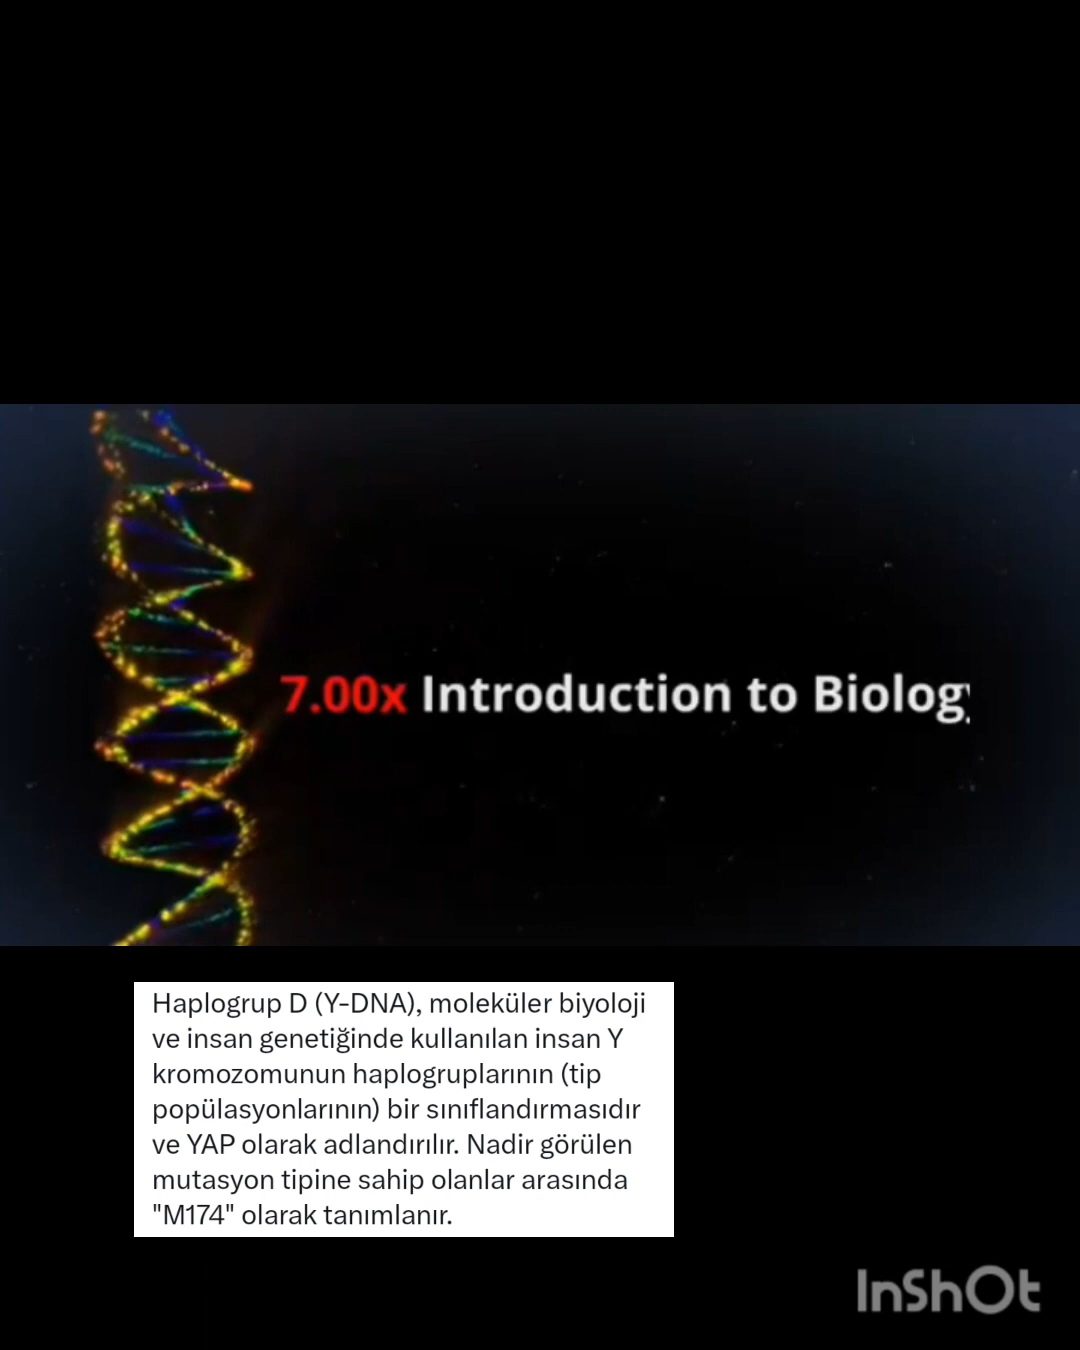 7.00x Introduction to Biology
Haplogrup D (Y-DNA), moleküler biyoloji
ve insan genetiğinde kullanılan insan Y
kromozomunun haplogruplarının (tip
popülasyonlarının) bir sınıflandırmasıdır
ve YAP olarak adlandırılır. Nadir görülen
mutasyon tipine sahip olanlar arasında
"M174" olarak tanımlanır.
InShOt